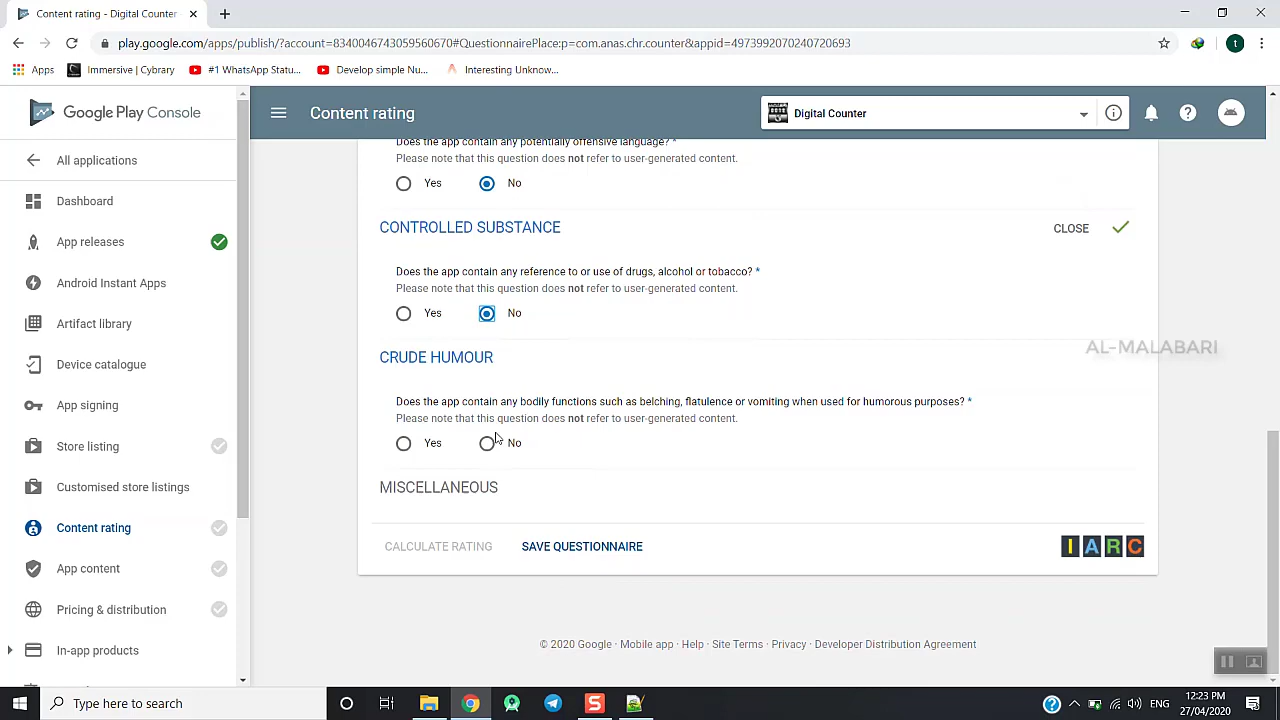 Content rating - Digital Counter
play.google.com/apps/publish/?account=8340046743059560670#QuestionnairePlace:p=com.anas.chr.counter&appid=4973992070240720693
Apps
Immersive | Cybrary
#1 WhatsApp Statu...
Develop simple Nu...
Interesting Unknow...
Google Play Console
Content rating
Digital Counter
All applications
Dashboard
App releases
Android Instant Apps
Artifact library
Device catalogue
App signing
Store listing
Customised store listings
Content rating
App content
Pricing & distribution
In-app products
Does the app contain any potentially offensive language? *
Please note that this question does not refer to user-generated content.
Yes No
CONTROLLED SUBSTANCE
CLOSE
Does the app contain any reference to or use of drugs, alcohol or tobacco? *
Please note that this question does not refer to user-generated content.
Yes No
CRUDE HUMOUR
AL-MALABARI
Does the app contain any bodily functions such as belching, flatulence or vomiting when used for humorous purposes? *
Please note that this question does not refer to user-generated content.
Yes No
MISCELLANEOUS
CALCULATE RATING
SAVE QUESTIONNAIRE
IARC
© 2020 Google · Mobile app · Help · Site Terms · Privacy · Developer Distribution Agreement
Type here to search
ENG
12:23 PM
27/04/2020